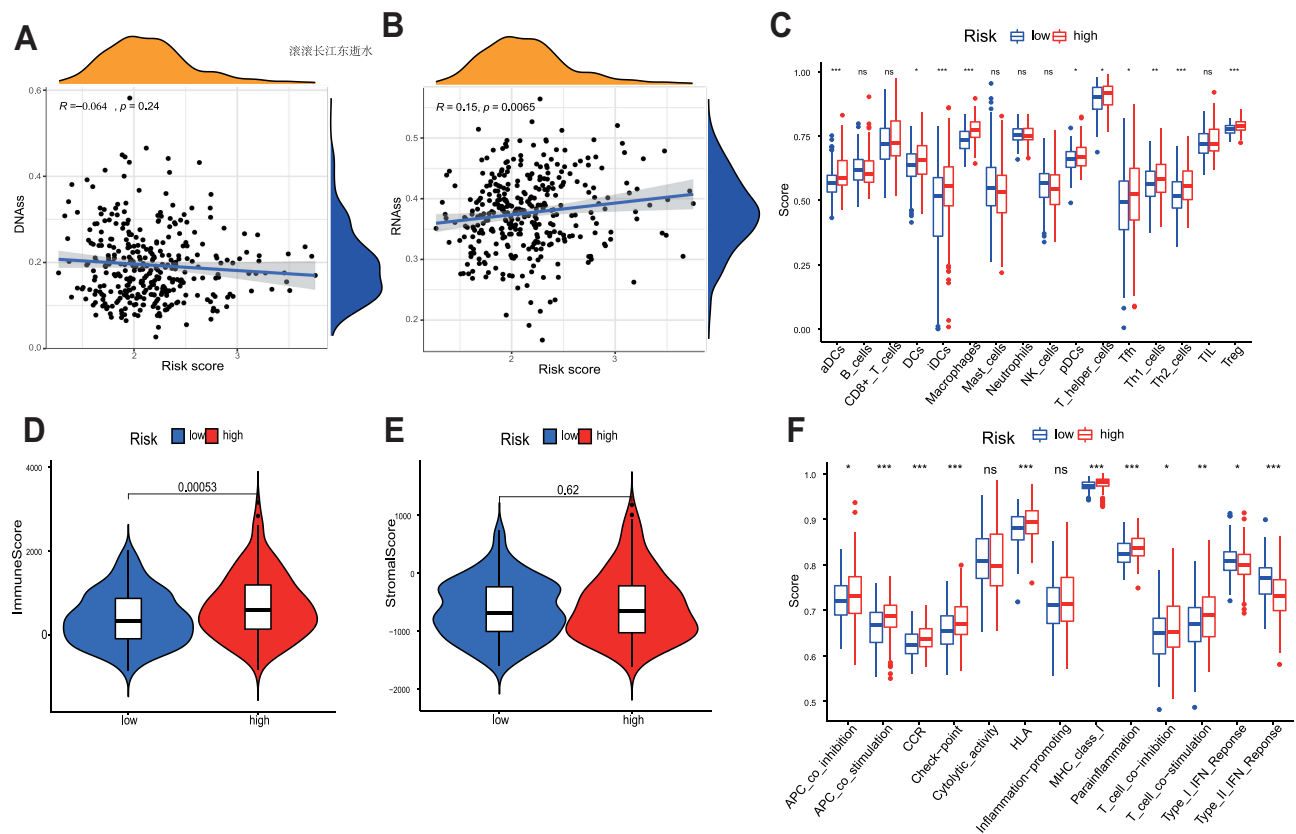 A
滚滚长江东逝水
R =-0.064 , p = 0.24
DNAss
0.6
0.4
0.2
0.0
2
3
Risk score
B
R = 0.15, p = 0.0065
RNAss
0.5
0.4
0.3
0.2
2
3
Risk score
C
Risk low high
*** ns ns * *** *** ns ns ns * * * ** *** ns ***
Score
1.00
0.75
0.50
0.25
0.00
aDCs
B_cells
CD8+_T_cells
DCs
iDCs
Macrophages
Mast_cells
Neutrophils
NK_cells
pDCs
T_helper_cells
Tfh
Th1_cells
Th2_cells
TIL
Treg
D
Risk low high
0.00053
ImmuneScore
4000
2000
0
low
high
E
Risk low high
0.62
StromalScore
1000
0
−1000
−2000
low
high
F
Risk low high
* *** *** *** ns *** ns *** *** * ** * ***
Score
1.0
0.9
0.8
0.7
0.6
0.5
APC_co_inhibition
APC_co_stimulation
CCR
Check−point
Cytolytic_activity
HLA
Inflammation−promoting
MHC_class_I
Parainflammation
T_cell_co−inhibition
T_cell_co−stimulation
Type_I_IFN_Reponse
Type_II_IFN_Reponse